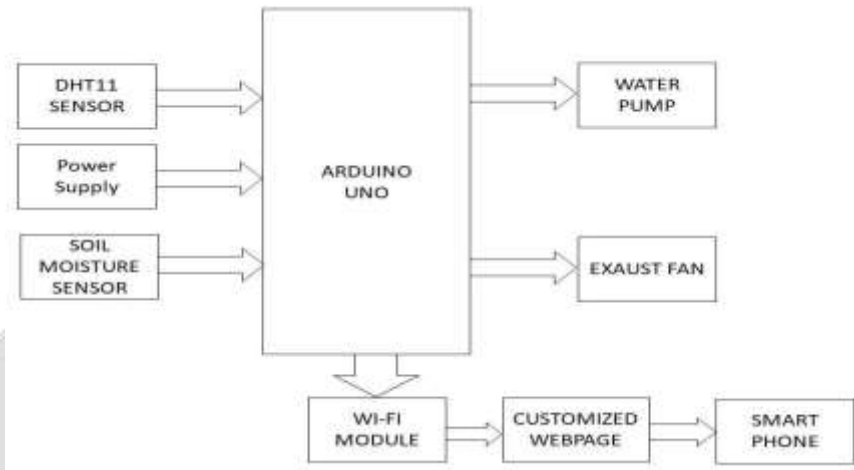 DHT11
SENSOR
Power
Supply
SOIL
MOISTURE
SENSOR
ARDUINO
UNO
WATER
PUMP
EXAUST FAN
WI-FI
MODULE
CUSTOMIZED
WEBPAGE
SMART
PHONE